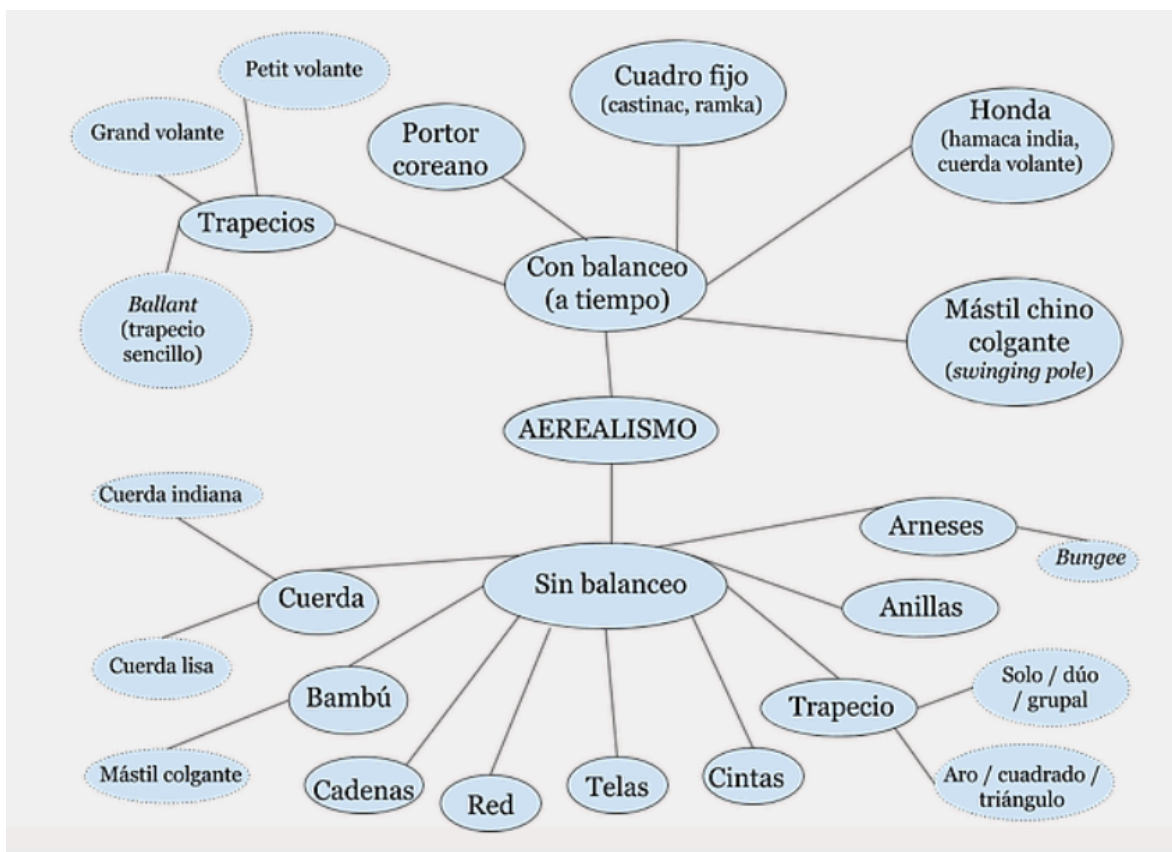 Petit volante
Grand volante
Trapecios
Ballant
(trapecio
sencillo)
Portor
coreano
Cuadro fijo
(castinac, ramka)
Honda
(hamaca india,
cuerda volante)
Con balanceo
(a tiempo)
Mástil chino
colgante
(swinging pole)
AEREALISMO
Sin balanceo
Cuerda indiana
Cuerda
Cuerda lisa
Bambú
Mástil colgante
Cadenas
Red
Telas
Cintas
Trapecio
Solo / dúo
/ grupal
Aro / cuadrado /
triángulo
Anillas
Arneses
Bungee